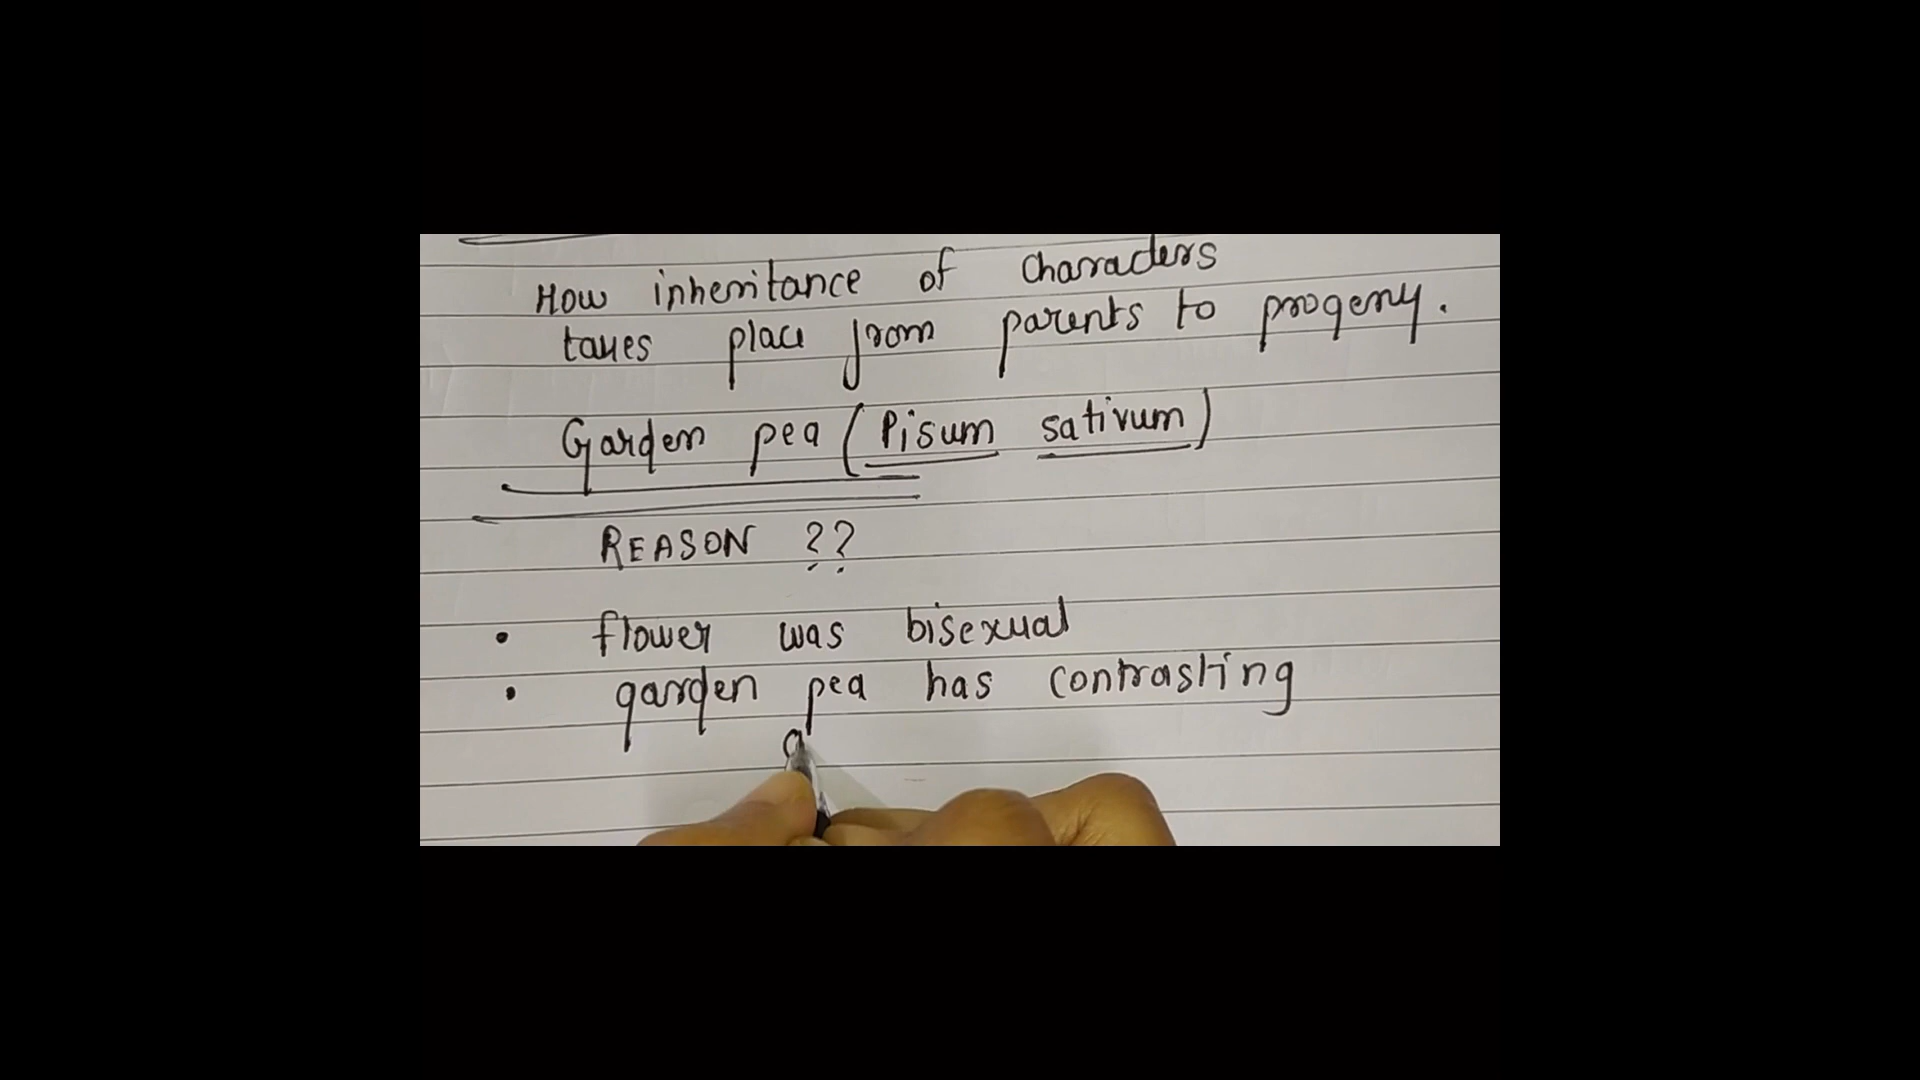 How inheritance of characters
takes place from parents to progeny.
Garden pea (Pisum sativum)
REASON ??
• flower was bisexual
• garden pea has contrasting